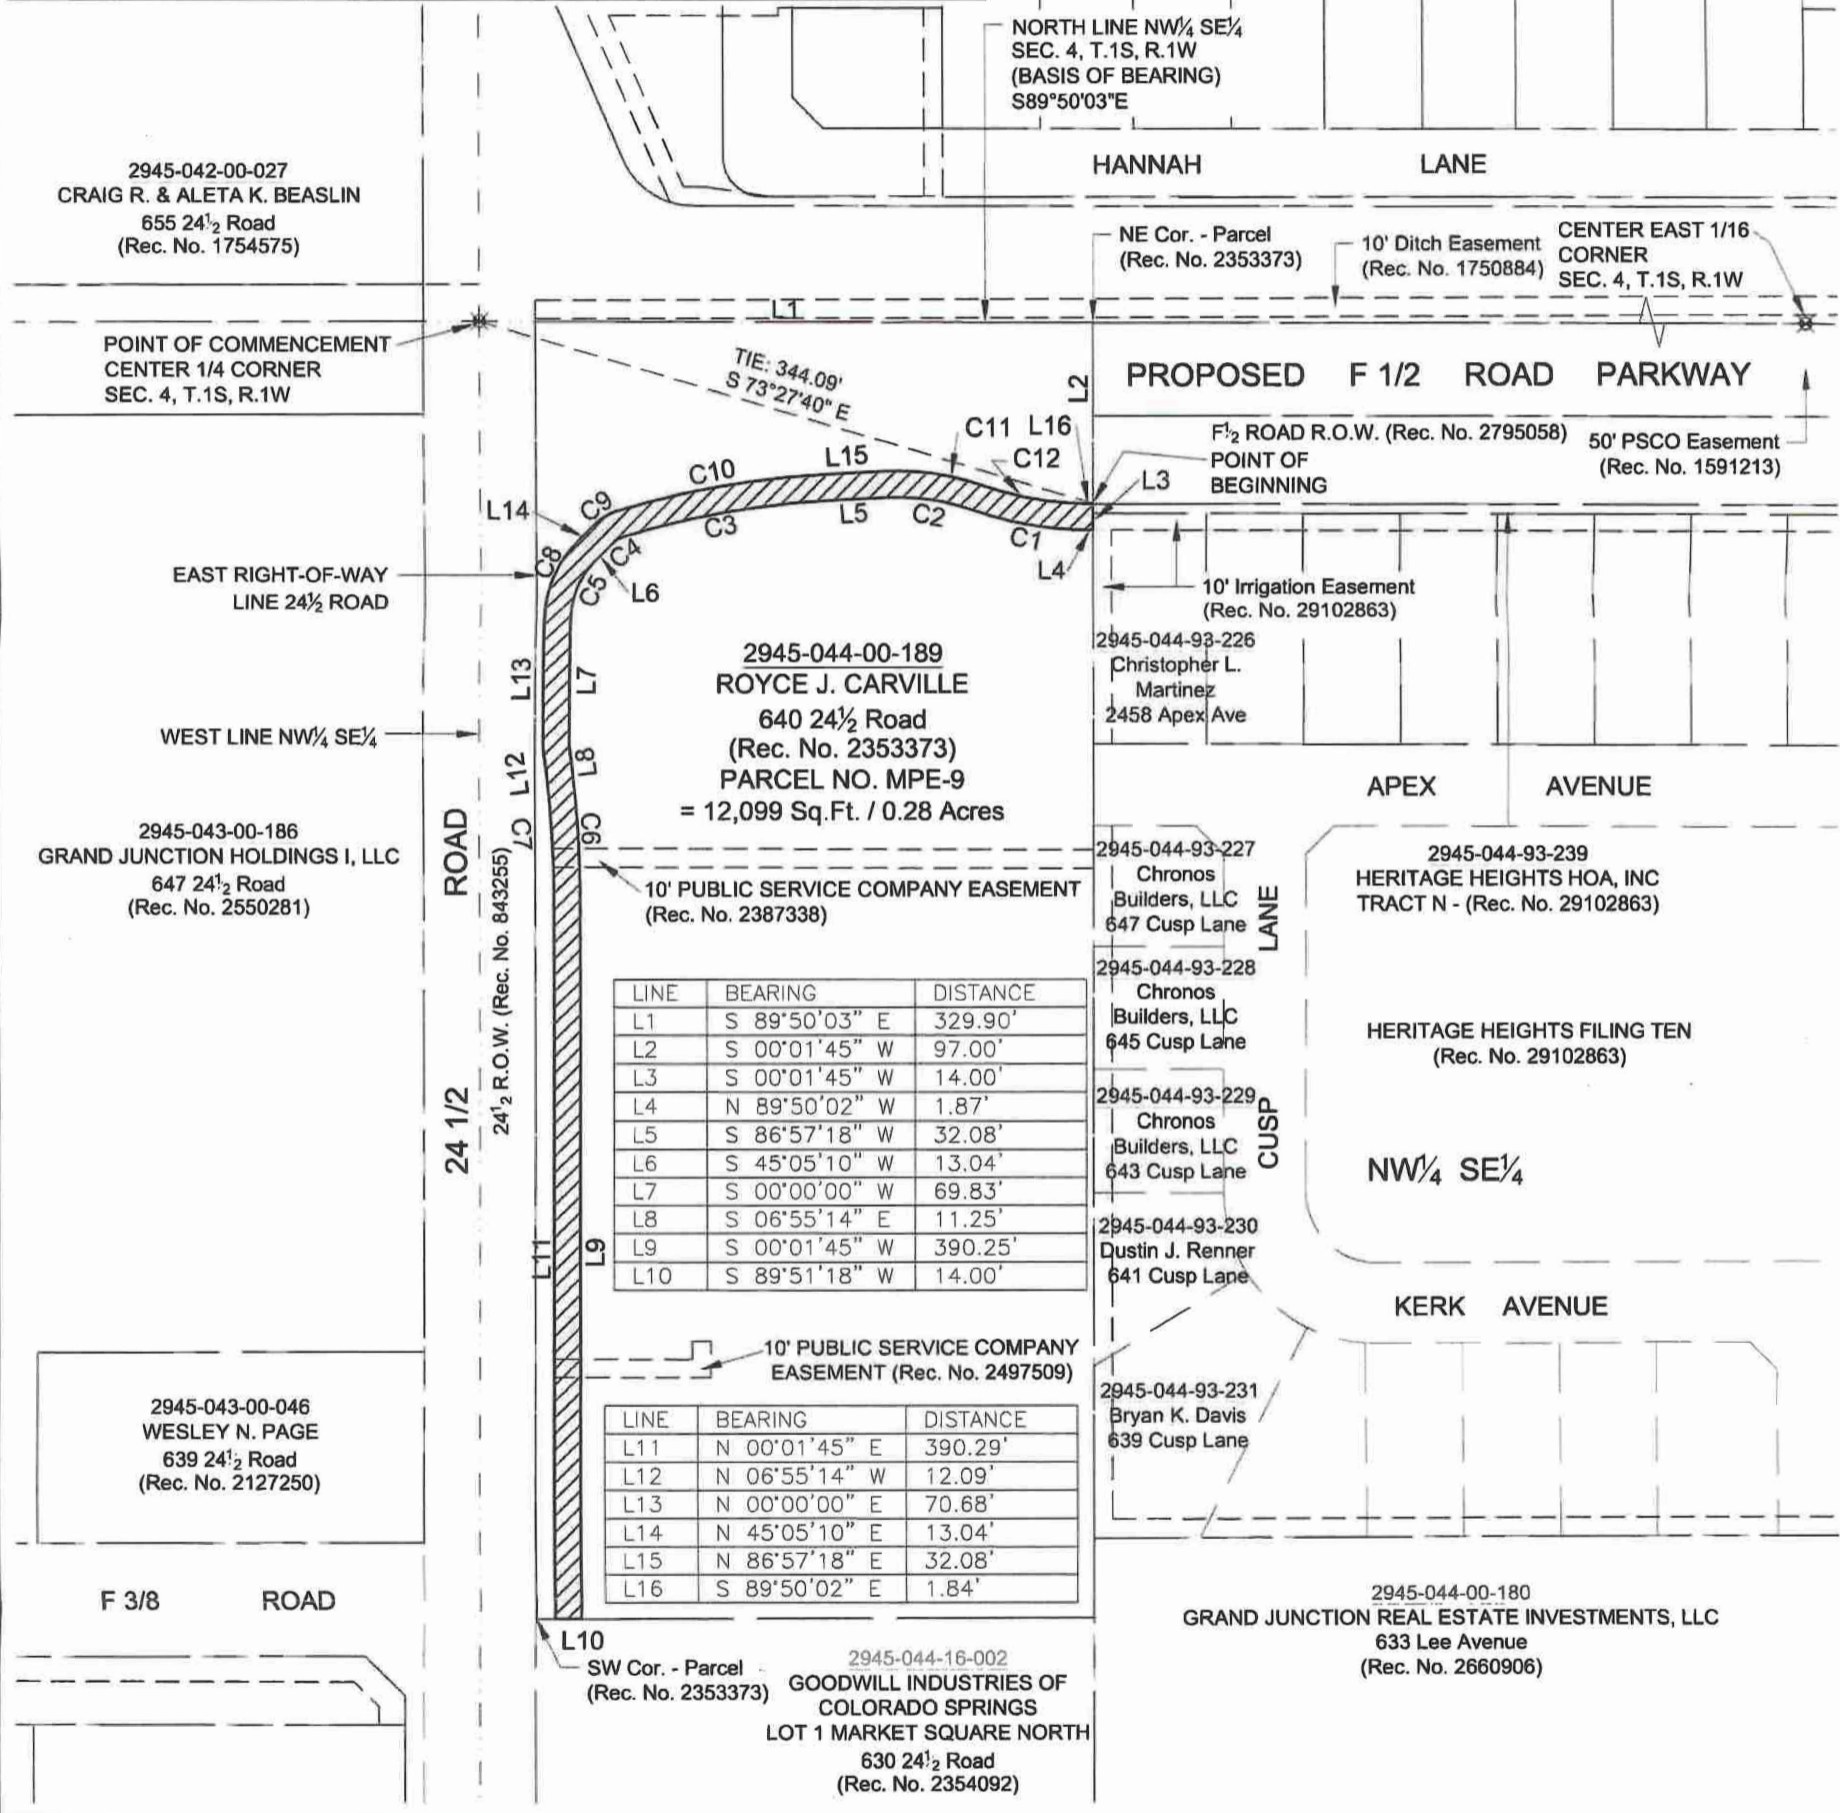 NORTH LINE NW¼ SE¼
SEC. 4, T.1S, R.1W
(BASIS OF BEARING)
S89°50'03"E
HANNAH LANE
2945-042-00-027
CRAIG R. & ALETA K. BEASLIN
655 24½ Road
(Rec. No. 1754575)
NE Cor. - Parcel
(Rec. No. 2353373)
10' Ditch Easement
(Rec. No. 1750884)
CENTER EAST 1/16
CORNER
SEC. 4, T.1S, R.1W
L1
POINT OF COMMENCEMENT
CENTER 1/4 CORNER
SEC. 4, T.1S, R.1W
TIE: 344.09'
S 73°27'40" E
L2
PROPOSED F 1/2 ROAD PARKWAY
C11 L16
C12
F½ ROAD R.O.W. (Rec. No. 2795058)
POINT OF
BEGINNING
50' PSCO Easement
(Rec. No. 1591213)
L3
L15
C10
C9
L14
C8
L5
C2
C3
C1
C4
L4
C5
L6
EAST RIGHT-OF-WAY
LINE 24½ ROAD
10' Irrigation Easement
(Rec. No. 29102863)
2945-044-93-226
Christopher L.
Martinez
2458 Apex Ave
2945-044-00-189
ROYCE J. CARVILLE
640 24½ Road
(Rec. No. 2353373)
PARCEL NO. MPE-9
= 12,099 Sq.Ft. / 0.28 Acres
L13
L7
WEST LINE NW¼ SE¼
L12
L8
C7
C6
APEX AVENUE
2945-043-00-186
GRAND JUNCTION HOLDINGS I, LLC
647 24½ Road
(Rec. No. 2550281)
24 1/2 ROAD
24½ R.O.W. (Rec. No. 843255)
10' PUBLIC SERVICE COMPANY EASEMENT
(Rec. No. 2387338)
2945-044-93-227
Chronos
Builders, LLC
647 Cusp Lane
CUSP LANE
2945-044-93-239
HERITAGE HEIGHTS HOA, INC
TRACT N - (Rec. No. 29102863)
2945-044-93-228
Chronos
Builders, LLC
645 Cusp Lane
HERITAGE HEIGHTS FILING TEN
(Rec. No. 29102863)
2945-044-93-229
Chronos
Builders, LLC
643 Cusp Lane
NW¼ SE¼
2945-044-93-230
Dustin J. Renner
641 Cusp Lane
KERK AVENUE
LINE BEARING DISTANCE
L1 S 89°50'03" E 329.90'
L2 S 00°01'45" W 97.00'
L3 S 00°01'45" W 14.00'
L4 N 89°50'02" W 1.87'
L5 S 86°57'18" W 32.08'
L6 S 45°05'10" W 13.04'
L7 S 00°00'00" W 69.83'
L8 S 06°55'14" E 11.25'
L9 S 00°01'45" W 390.25'
L10 S 89°51'18" W 14.00'
L11
L9
10' PUBLIC SERVICE COMPANY
EASEMENT (Rec. No. 2497509)
2945-044-93-231
Bryan K. Davis
639 Cusp Lane
2945-043-00-046
WESLEY N. PAGE
639 24½ Road
(Rec. No. 2127250)
LINE BEARING DISTANCE
L11 N 00°01'45" E 390.29'
L12 N 06°55'14" W 12.09'
L13 N 00°00'00" E 70.68'
L14 N 45°05'10" E 13.04'
L15 N 86°57'18" E 32.08'
L16 S 89°50'02" E 1.84'
F 3/8 ROAD
L10
SW Cor. - Parcel
(Rec. No. 2353373)
2945-044-16-002
GOODWILL INDUSTRIES OF
COLORADO SPRINGS
LOT 1 MARKET SQUARE NORTH
630 24½ Road
(Rec. No. 2354092)
2945-044-00-180
GRAND JUNCTION REAL ESTATE INVESTMENTS, LLC
633 Lee Avenue
(Rec. No. 2660906)